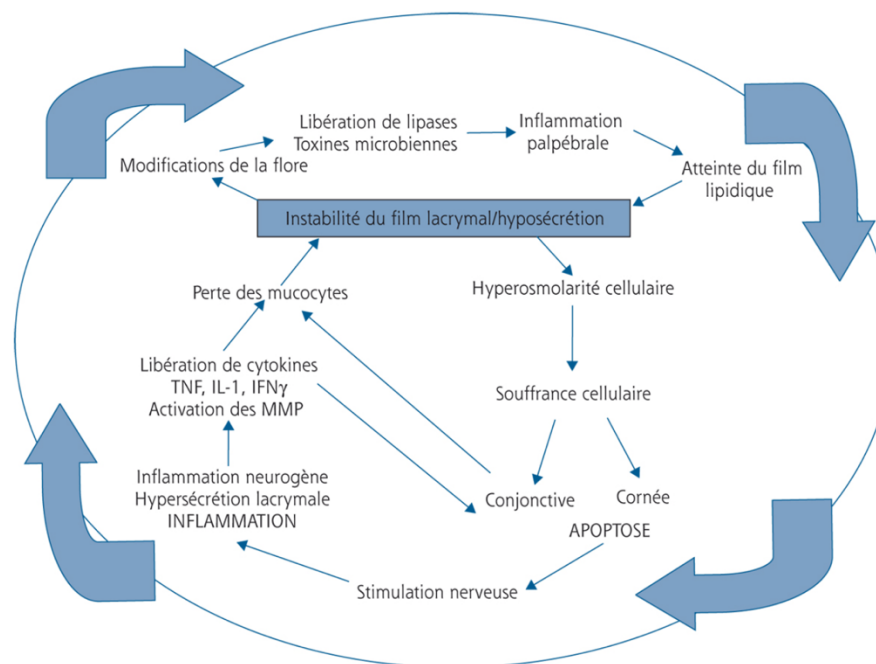 Libération de lipases
Toxines microbiennes
Inflammation
palpébrale
Modifications de la flore
Atteinte du film
lipidique
Instabilité du film lacrymal/hyposécrétion
Perte des mucocytes
Hyperosmolarité cellulaire
Libération de cytokines
TNF, IL-1, IFNγ
Activation des MMP
Souffrance cellulaire
Inflammation neurogène
Hypersécrétion lacrymale
INFLAMMATION
Conjonctive
Cornée
APOPTOSE
Stimulation nerveuse